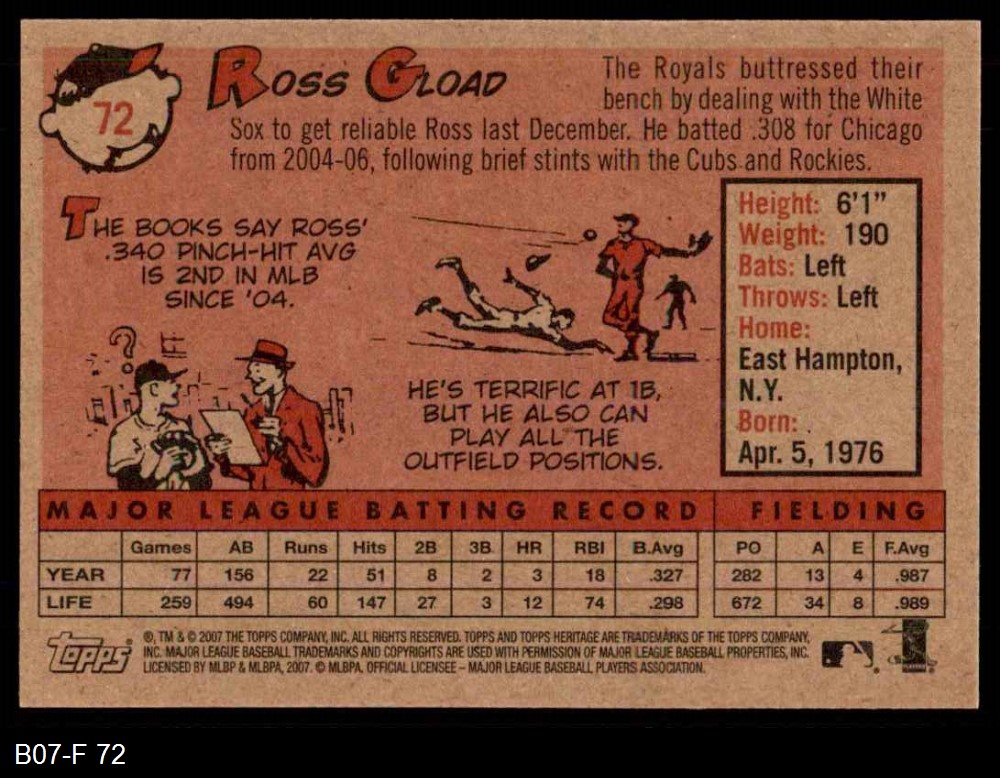 72
ROSS GLOAD
The Royals buttressed their
bench by dealing with the White
Sox to get reliable Ross last December. He batted .308 for Chicago
from 2004-06, following brief stints with the Cubs and Rockies.
THE BOOKS SAY ROSS'
.340 PINCH-HIT AVG
IS 2ND IN MLB
SINCE '04.
?
HE'S TERRIFIC AT 1B,
BUT HE ALSO CAN
PLAY ALL THE
OUTFIELD POSITIONS.
Height: 6'1"
Weight: 190
Bats: Left
Throws: Left
Home:
East Hampton,
N.Y.
Born:
Apr. 5, 1976
MAJOR LEAGUE BATTING RECORD FIELDING
Games AB Runs Hits 2B 3B HR RBI B.Avg PO A E F.Avg
YEAR 77 156 22 51 8 2 3 18 .327 282 13 4 .987
LIFE 259 494 60 147 27 3 12 74 .298 672 34 8 .989
Topps®
®, TM & © 2007 THE TOPPS COMPANY, INC. ALL RIGHTS RESERVED. TOPPS AND TOPPS HERITAGE ARE TRADEMARKS OF THE TOPPS COMPANY,
INC. MAJOR LEAGUE BASEBALL TRADEMARKS AND COPYRIGHTS ARE USED WITH PERMISSION OF MAJOR LEAGUE BASEBALL PROPERTIES, INC.
LICENSED BY MLBP & MLBPA, 2007. © MLBPA. OFFICIAL LICENSEE – MAJOR LEAGUE BASEBALL PLAYERS ASSOCIATION.
B07-F 72